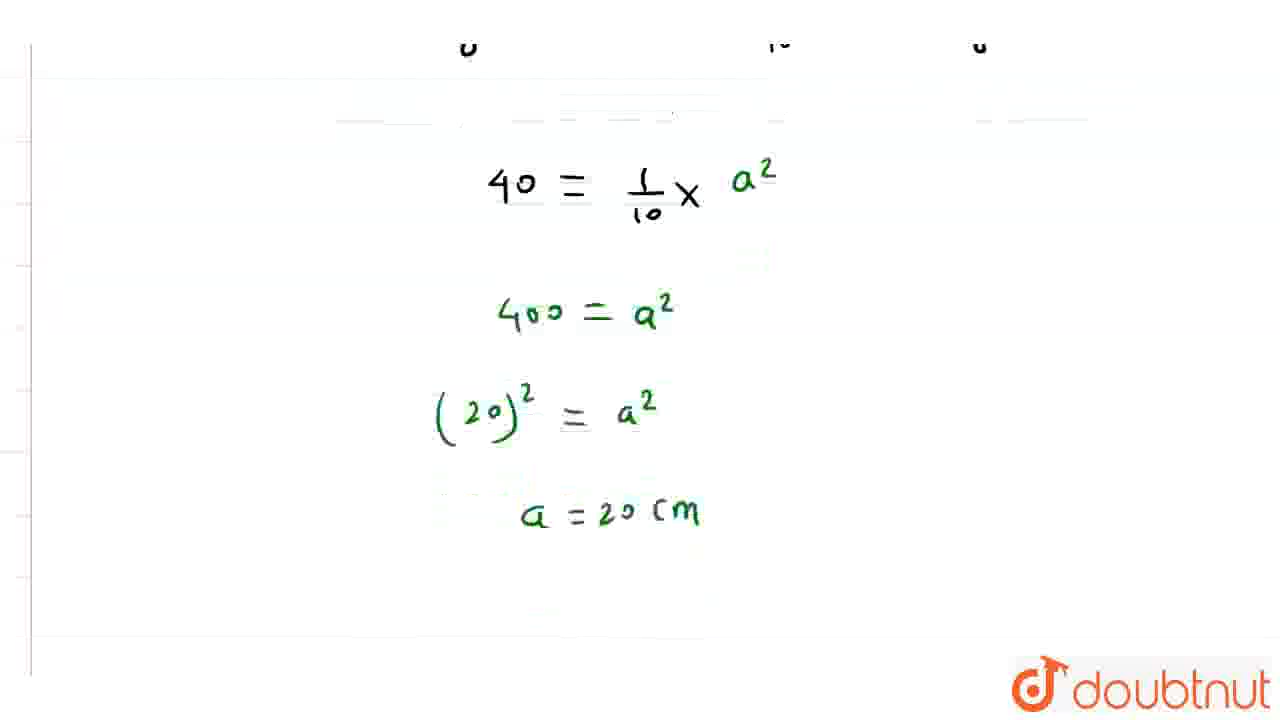 40 = 1/10 × a²
400 = a²
(20)² = a²
a = 20 cm
doubtnut